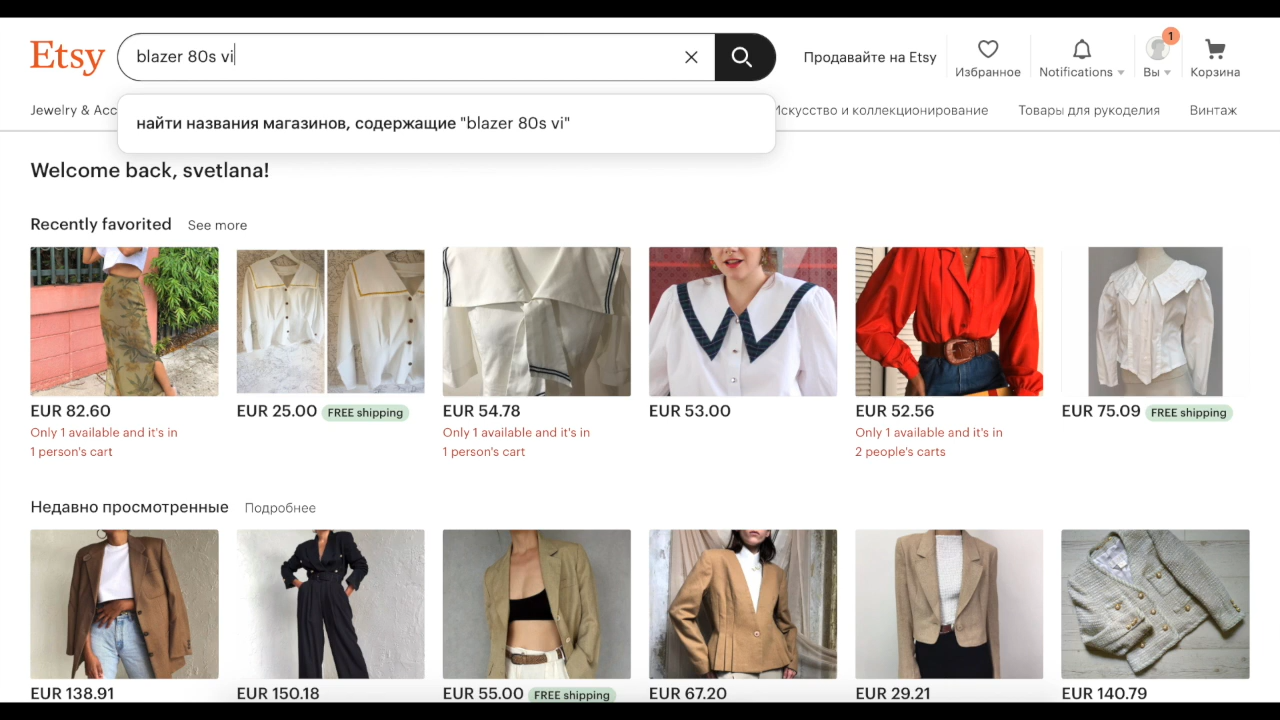 Etsy
blazer 80s vi
Продавайте на Etsy
Избранное
Notifications
1
Вы
Корзина
Jewelry & Acc
найти названия магазинов, содержащие "blazer 80s vi"
Искусство и коллекционирование
Товары для рукоделия
Винтаж
Welcome back, svetlana!
Recently favorited See more
EUR 82.60
Only 1 available and it's in
1 person's cart
EUR 25.00 FREE shipping
EUR 54.78
Only 1 available and it's in
1 person's cart
EUR 53.00
EUR 52.56
Only 1 available and it's in
2 people's carts
EUR 75.09 FREE shipping
Недавно просмотренные Подробнее
EUR 138.91
EUR 150.18
EUR 55.00 FREE shipping
EUR 67.20
EUR 29.21
EUR 140.79